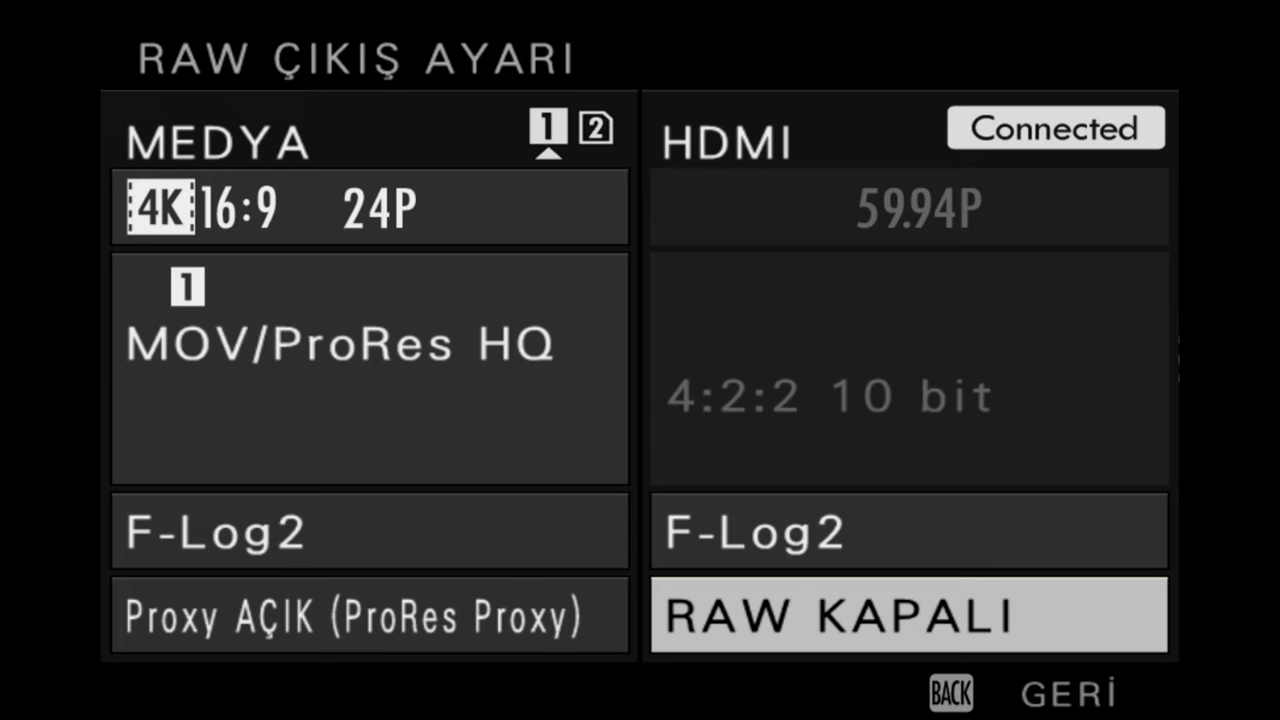 RAW ÇIKIŞ AYARI
MEDYA 1 2
4K 16:9 24P
1
MOV/ProRes HQ
F-Log2
Proxy AÇIK (ProRes Proxy)
HDMI Connected
59.94P
4:2:2 10 bit
F-Log2
RAW KAPALI
BACK GERİ